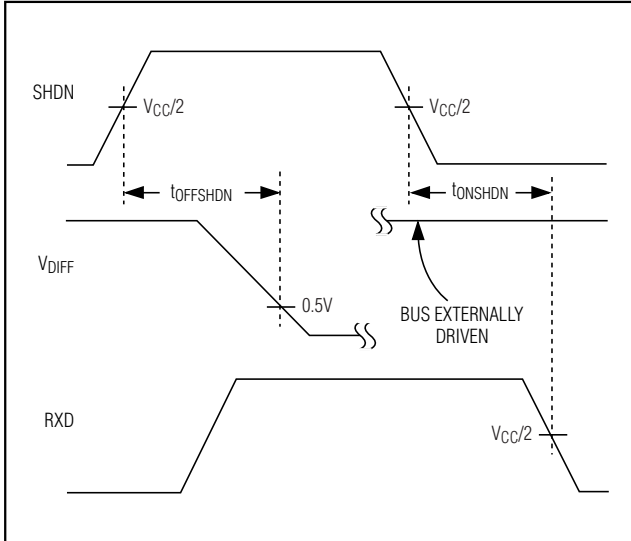 SHDN
VCC/2
VCC/2
tOFFSHDN
tONSHDN
VDIFF
0.5V
BUS EXTERNALLY
DRIVEN
RXD
VCC/2